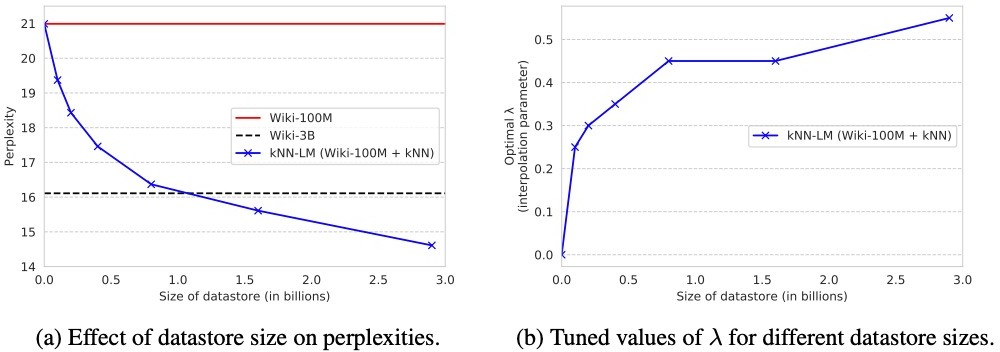 21
20
19
18
17
16
15
14
Perplexity
Wiki-100M
Wiki-3B
kNN-LM (Wiki-100M + kNN)
0.0 0.5 1.0 1.5 2.0 2.5 3.0
Size of datastore (in billions)
(a) Effect of datastore size on perplexities.
0.5
0.4
0.3
0.2
0.1
0.0
Optimal λ
(interpolation parameter)
kNN-LM (Wiki-100M + kNN)
0.0 0.5 1.0 1.5 2.0 2.5 3.0
Size of datastore (in billions)
(b) Tuned values of λ for different datastore sizes.